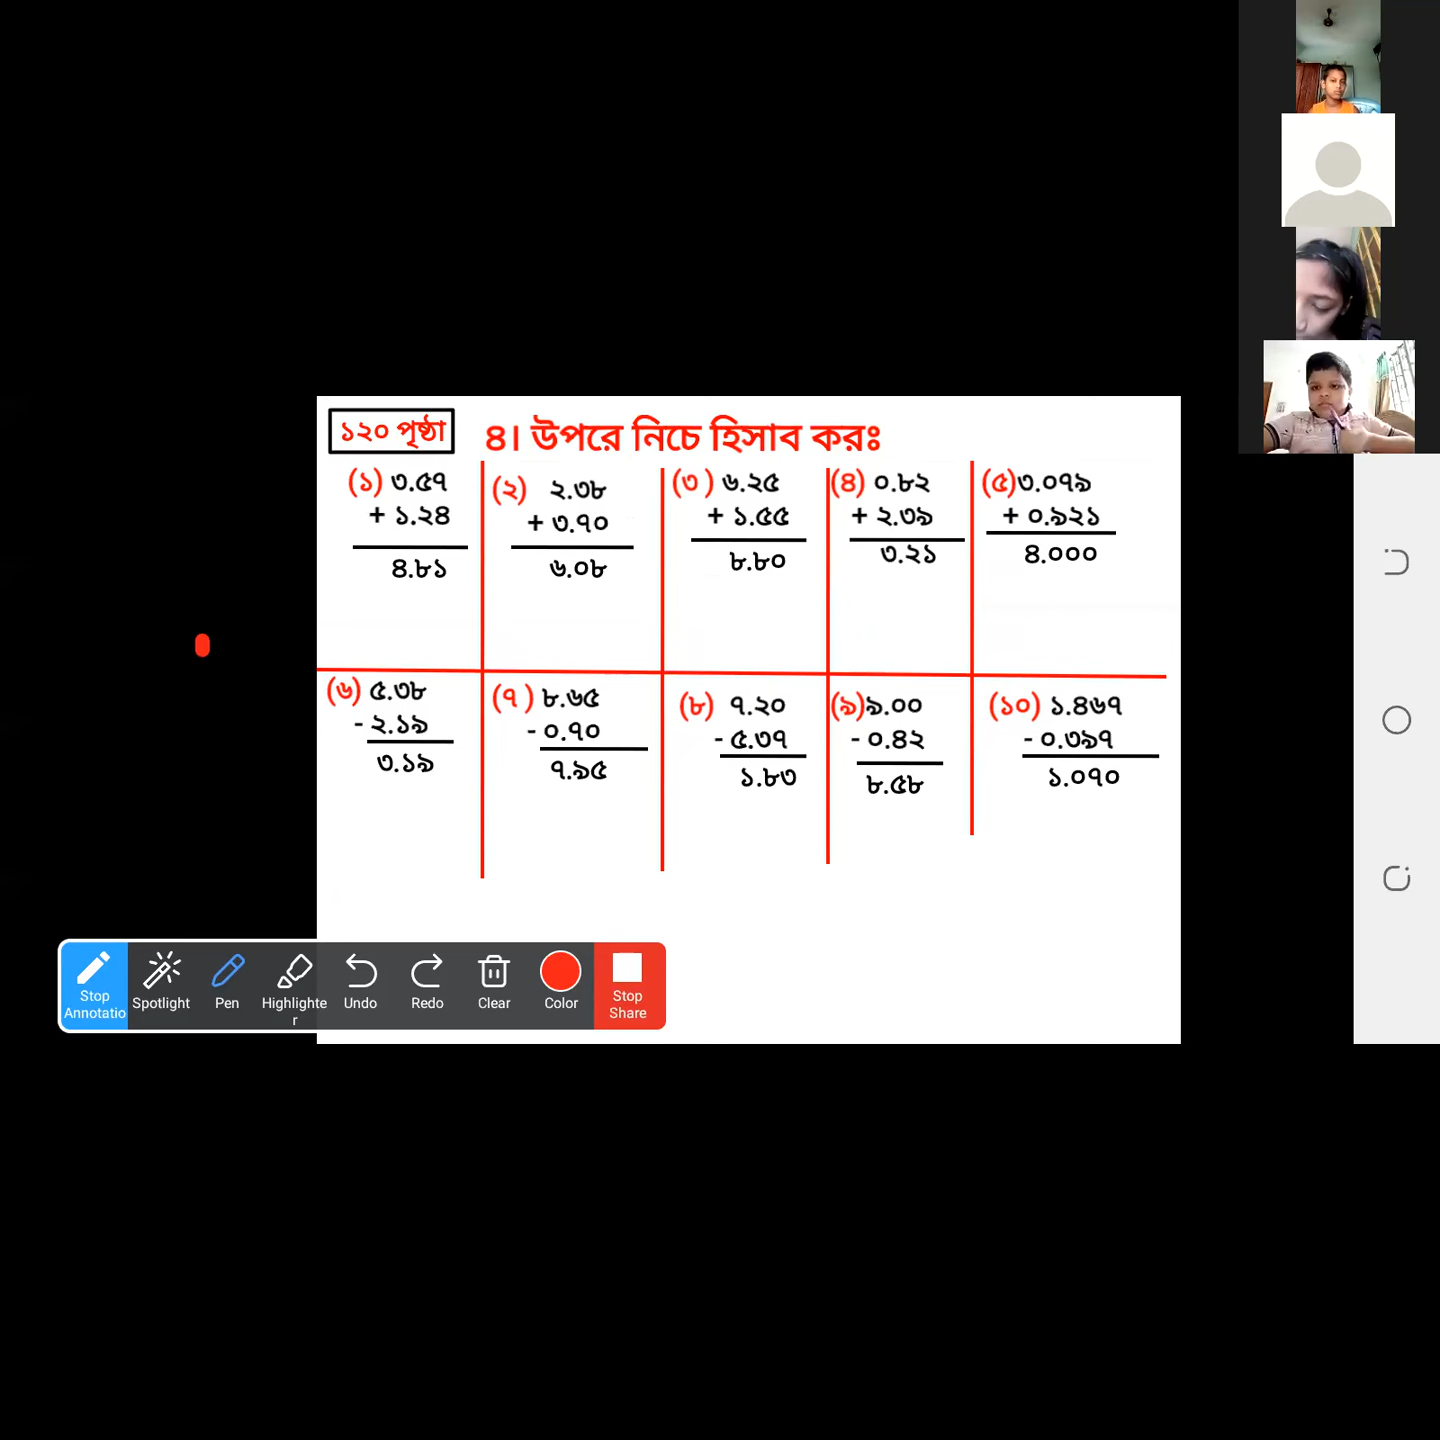 ১২০ পৃষ্ঠা
৪। উপরে নিচে হিসাব করঃ
(১) ৩.৫৭
+ ১.২৪
৪.৮১
(২) ২.৩৮
+ ৩.৭০
৬.০৮
(৩ ) ৬.২৫
+ ১.৫৫
৮.৮০
(৪) ০.৮২
+ ২.৩৯
৩.২১
(৫)৩.০৭৯
+ ০.৯২১
৪.০০০
(৬) ৫.৩৮
- ২.১৯
৩.১৯
(৭ ) ৮.৬৫
- ০.৭০
৭.৯৫
(৮) ৭.২০
- ৫.৩৭
১.৮৩
(৯)৯.০০
- ০.৪২
৮.৫৮
(১০) ১.৪৬৭
- ০.৩৯৭
১.০৭০
Stop
Annotatio
Spotlight
Pen
Highlighte
r
Undo
Redo
Clear
Color
Stop
Share